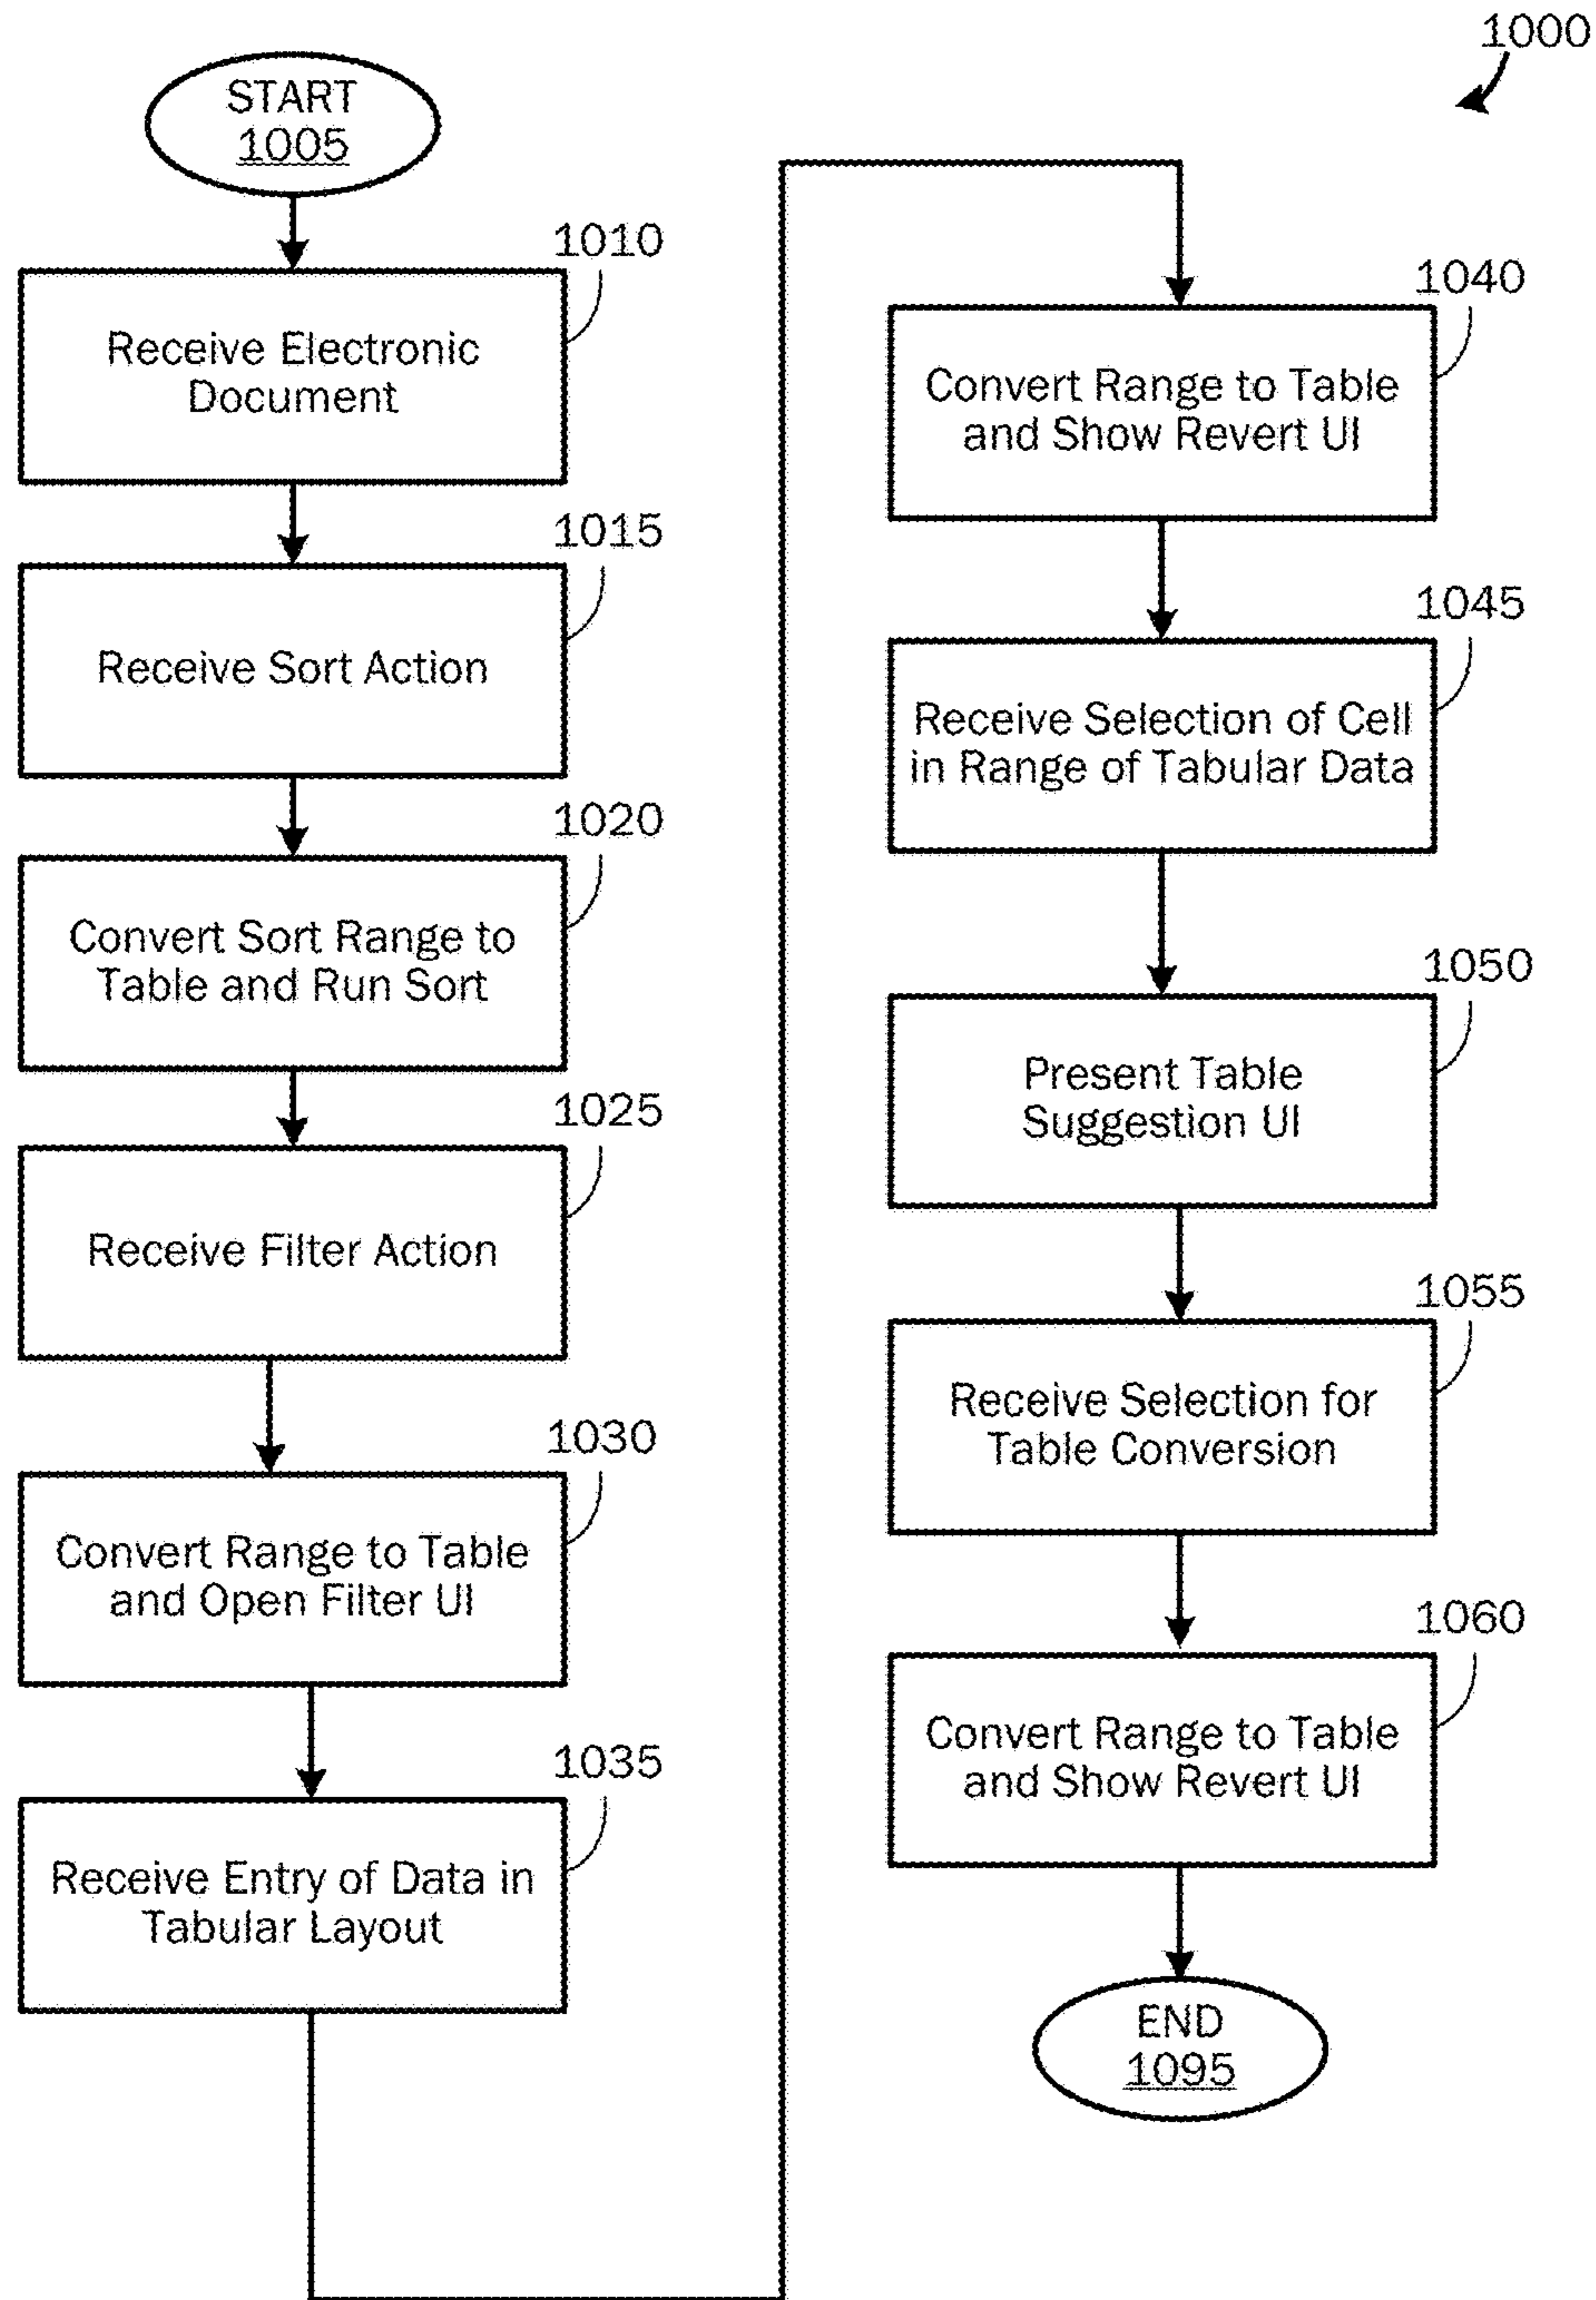 1000
START
1005
1010
Receive Electronic
Document
1015
Receive Sort Action
1020
Convert Sort Range to
Table and Run Sort
1025
Receive Filter Action
1030
Convert Range to Table
and Open Filter UI
1035
Receive Entry of Data in
Tabular Layout
1040
Convert Range to Table
and Show Revert UI
1045
Receive Selection of Cell
in Range of Tabular Data
1050
Present Table
Suggestion UI
1055
Receive Selection for
Table Conversion
1060
Convert Range to Table
and Show Revert UI
END
1095